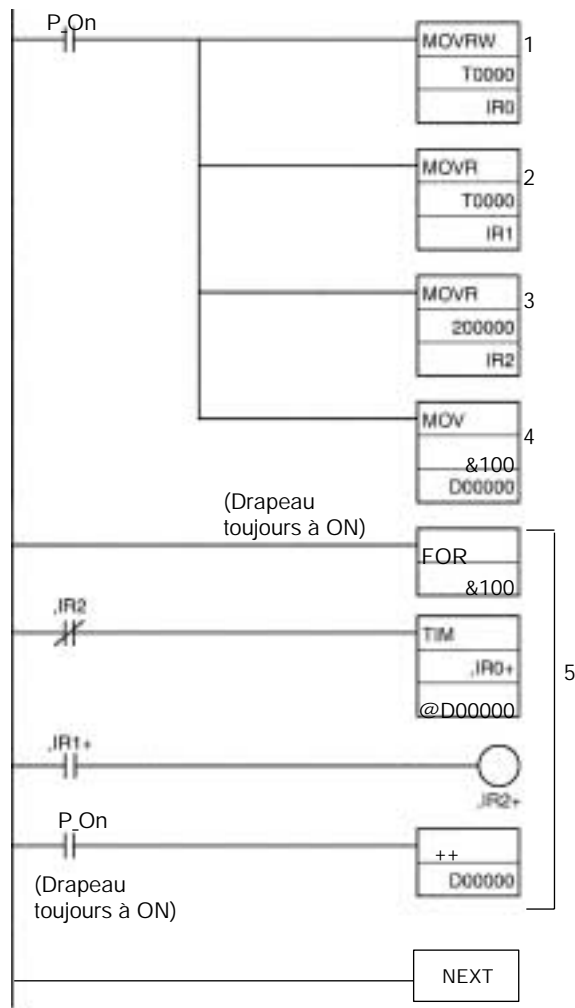 P_On
MOVRW 1
T0000
IR0
MOVR 2
T0000
IR1
MOVR 3
200000
IR2
MOV 4
&100
D00000
(Drapeau
toujours à ON)
FOR
&100
,IR2
TIM
,IR0+
5
@D00000
,IR1+
,IR2+
P_On
++
D00000
(Drapeau
toujours à ON)
NEXT